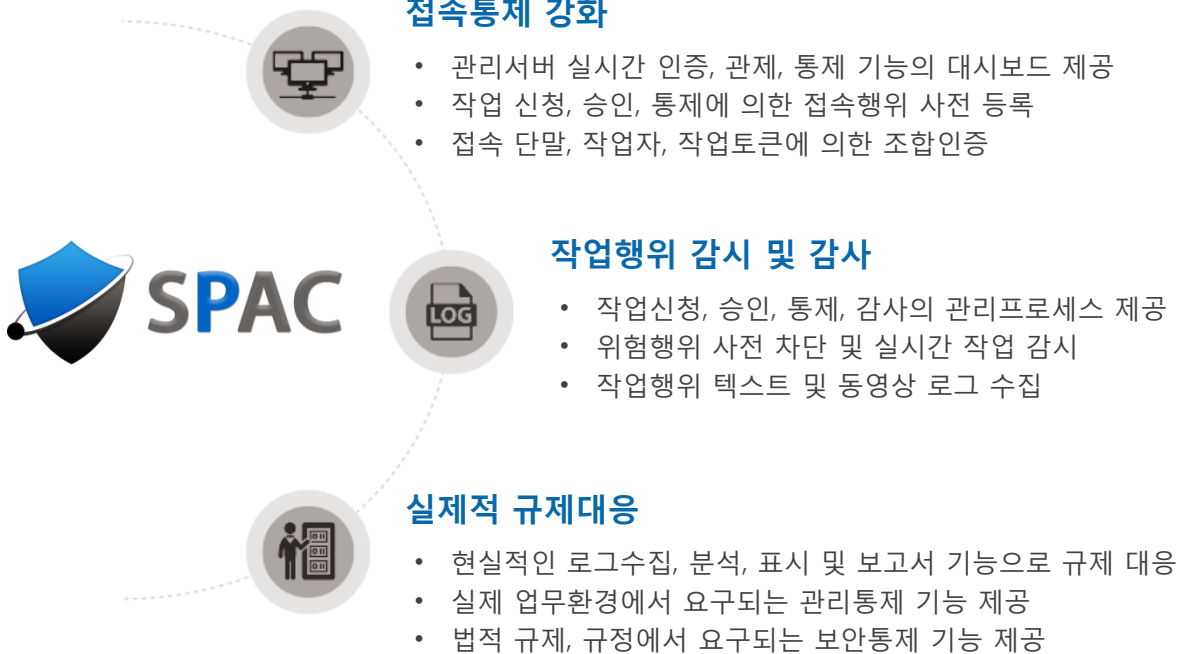 접속통제 강화
• 관리서버 실시간 인증, 관제, 통제 기능의 대시보드 제공
• 작업 신청, 승인, 통제에 의한 접속행위 사전 등록
• 접속 단말, 작업자, 작업토큰에 의한 조합인증
SPAC
LOG
작업행위 감시 및 감사
• 작업신청, 승인, 통제, 감사의 관리프로세스 제공
• 위험행위 사전 차단 및 실시간 작업 감시
• 작업행위 텍스트 및 동영상 로그 수집
실제적 규제대응
• 현실적인 로그수집, 분석, 표시 및 보고서 기능으로 규제 대응
• 실제 업무환경에서 요구되는 관리통제 기능 제공
• 법적 규제, 규정에서 요구되는 보안통제 기능 제공